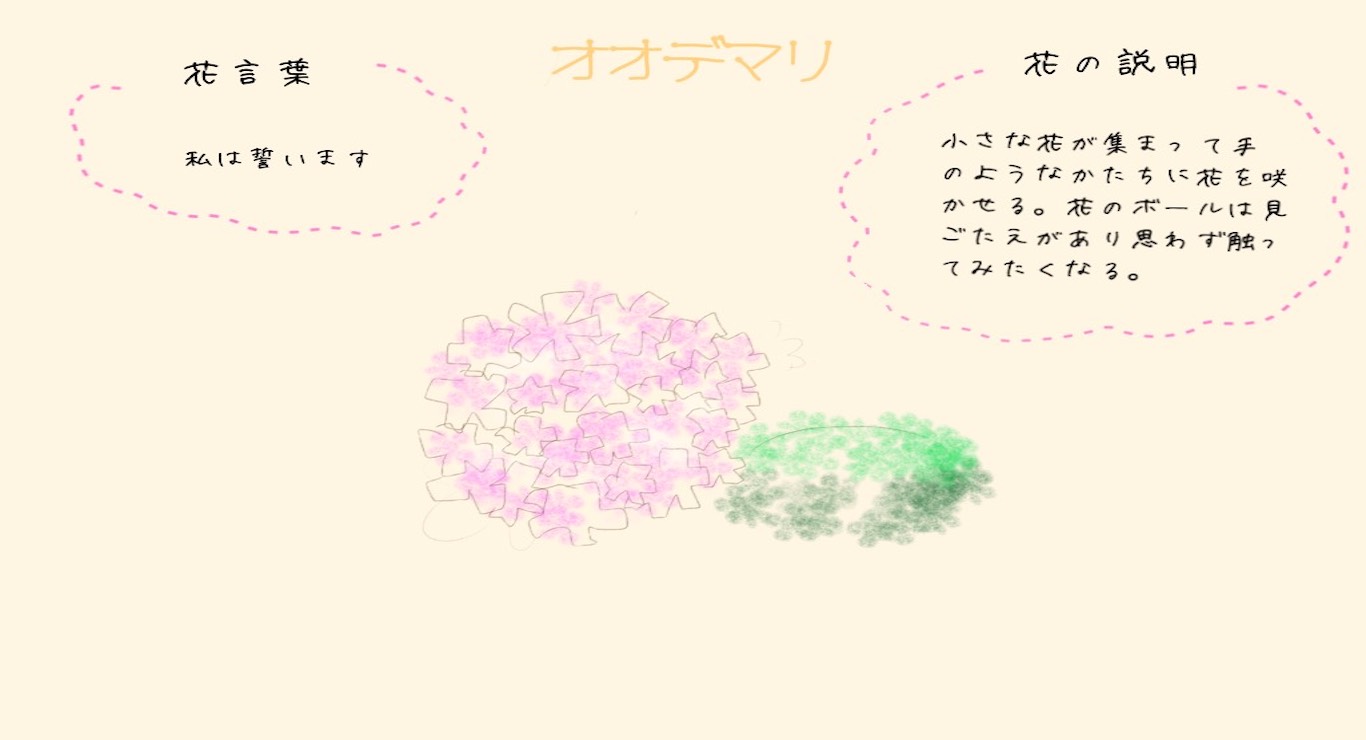 オオデマリ
花言葉
私は誓います
花の説明
小さな花が集まって手
のようなかたちに花を咲
かせる。花のボールは見
ごたえがあり思わず触っ
てみたくなる。